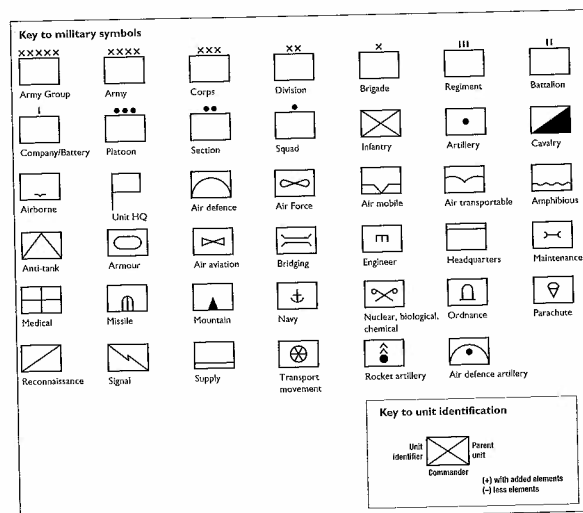 Key to military symbols
XXXXX XXXX XXX XX X III II
Army Group Army Corps Division Brigade Regiment Battalion
I
Company/Battery Platoon Section Squad Infantry Artillery Cavalry
Airborne Unit HQ Air defence Air Force Air mobile Air transportable Amphibious
Anti-tank Armour Air aviation Bridging Engineer Headquarters Maintenance
Medical Missile Mountain Navy Nuclear, biological, Ordnance Parachute
chemical
Reconnaissance Signal Supply Transport Rocket artillery Air defence artillery
movement
Key to unit identification
Unit Parent
identifier unit
Commander
(+) with added elements
(–) less elements